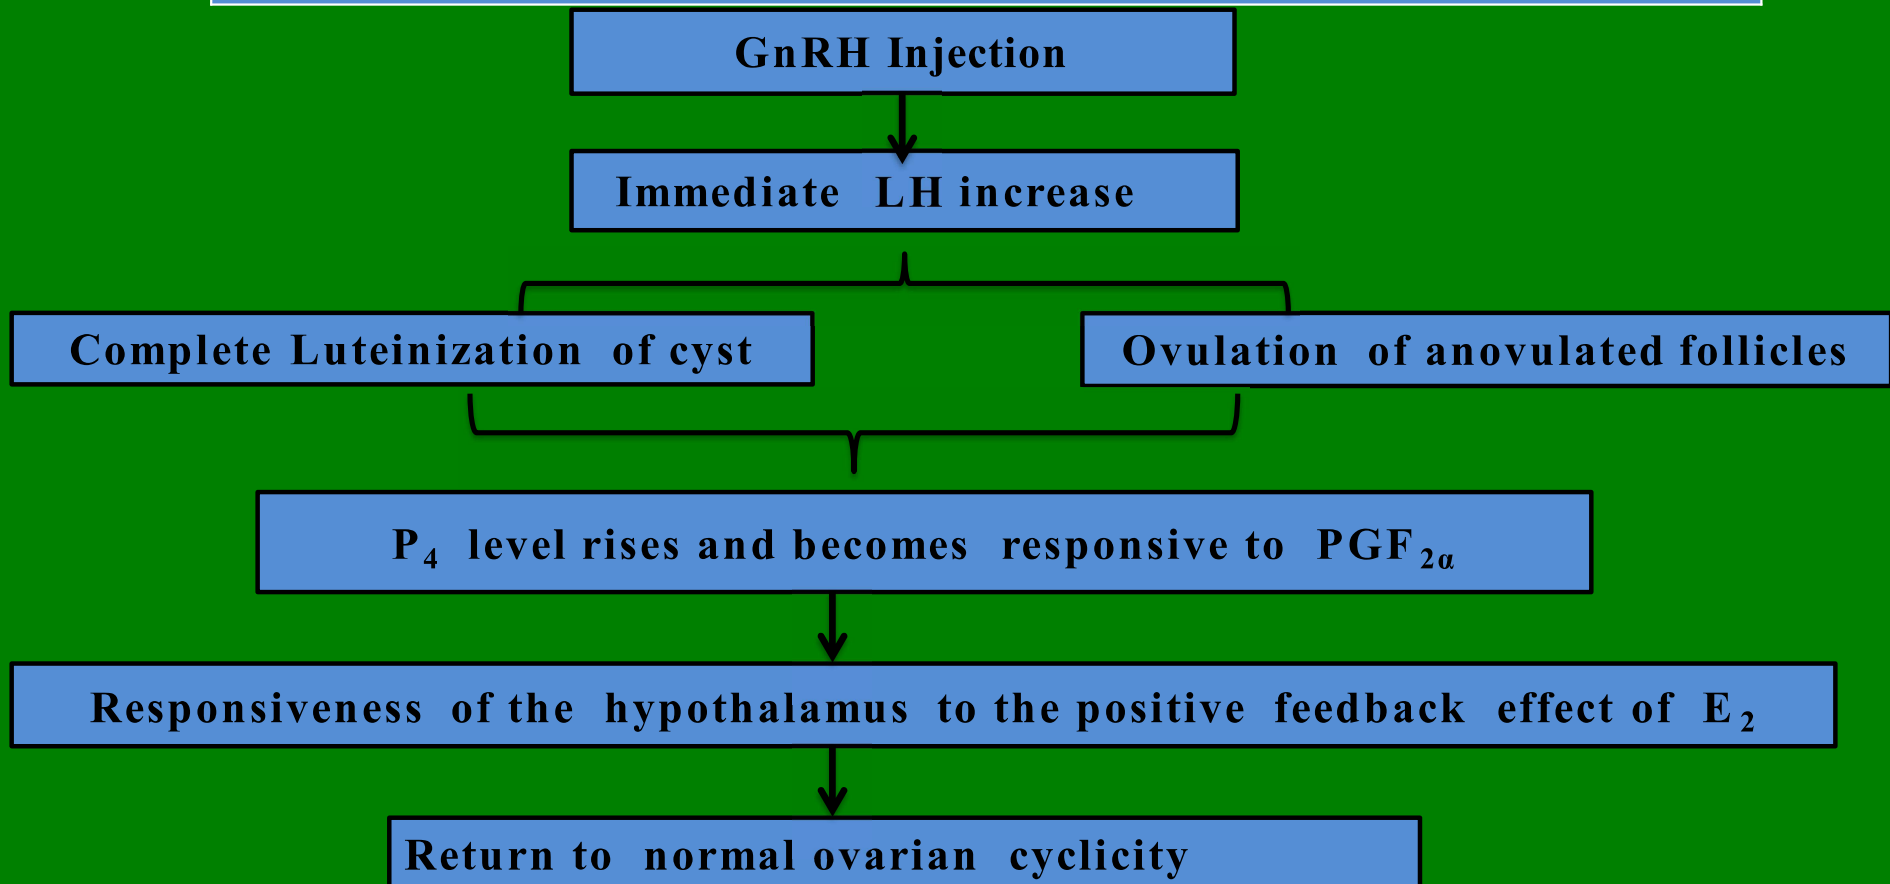 GnRH Injection
Immediate LH increase
Complete Luteinization of cyst
Ovulation of anovulated follicles
P₄ level rises and becomes responsive to PGF₂α
Responsiveness of the hypothalamus to the positive feedback effect of E₂
Return to normal ovarian cyclicity